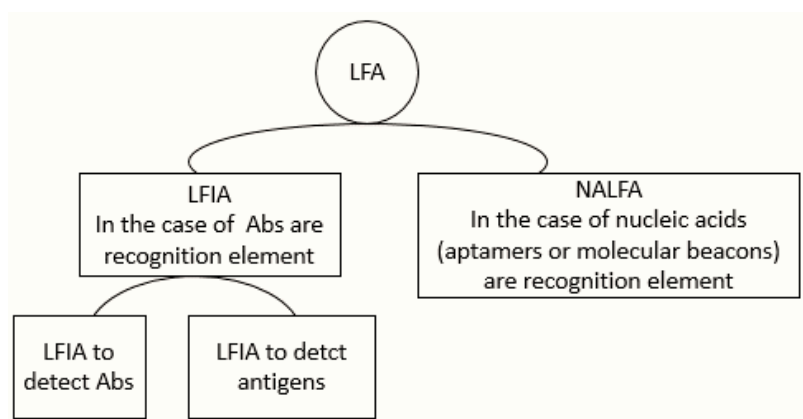 LFA
LFIA
In the case of Abs are
recognition element
NALFA
In the case of nucleic acids
(aptamers or molecular beacons)
are recognition element
LFIA to
detect Abs
LFIA to detct
antigens